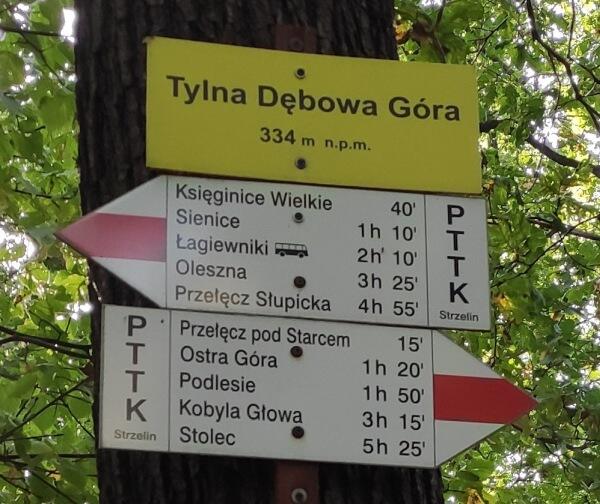 Tylna Dębowa Góra
334 m n.p.m.
Księginice Wielkie 40'
Sienice 1h 10'
Łagiewniki 2h' 10'
Oleszna 3h 25'
Przełęcz Słupicka 4h 55'
PTTK
Strzelin
PTTK
Strzelin
Przełęcz pod Starcem 15'
Ostra Góra 1h 20'
Podlesie 1h 50'
Kobyla Głowa 3h 15'
Stolec 5h 25'